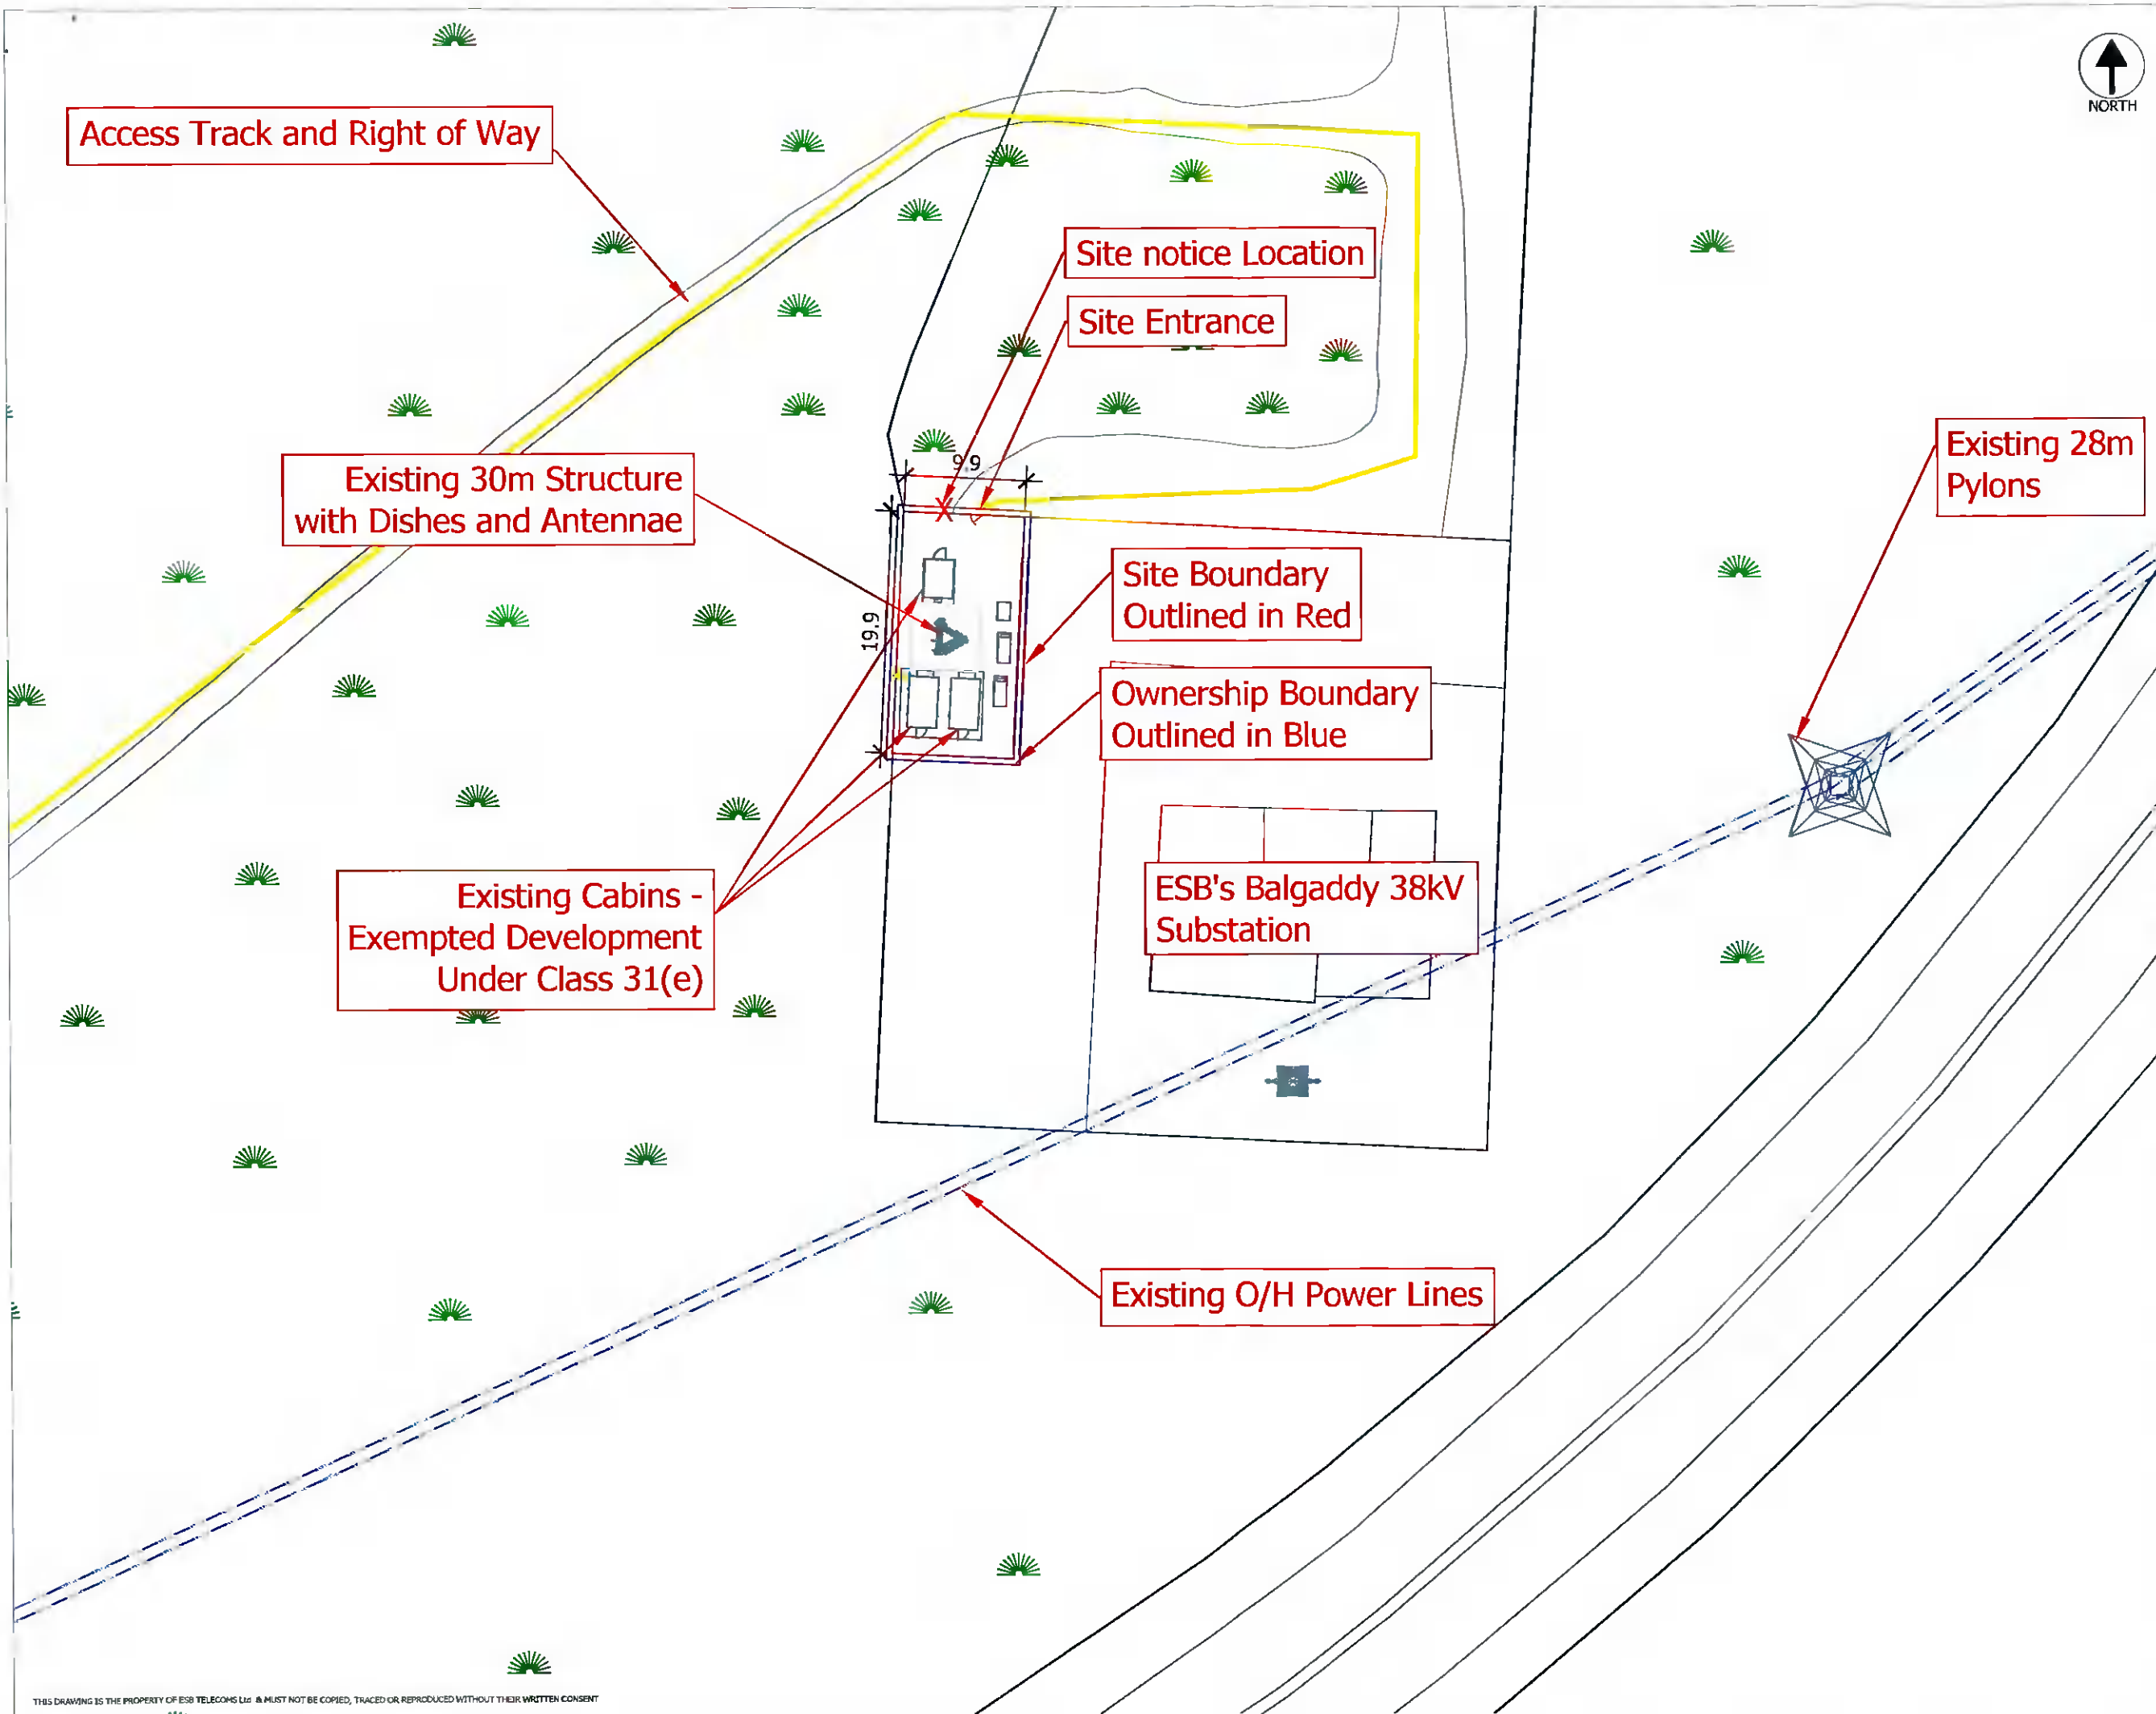 NORTH
Access Track and Right of Way
Site notice Location
Site Entrance
Existing 28m
Pylons
9.9
Existing 30m Structure
with Dishes and Antennae
Site Boundary
Outlined in Red
19.9
Ownership Boundary
Outlined in Blue
Existing Cabins -
Exempted Development
Under Class 31(e)
ESB's Balgaddy 38kV
Substation
Existing O/H Power Lines
THIS DRAWING IS THE PROPERTY OF ESB TELECOMS Ltd & MUST NOT BE COPIED, TRACED OR REPRODUCED WITHOUT THEIR WRITTEN CONSENT